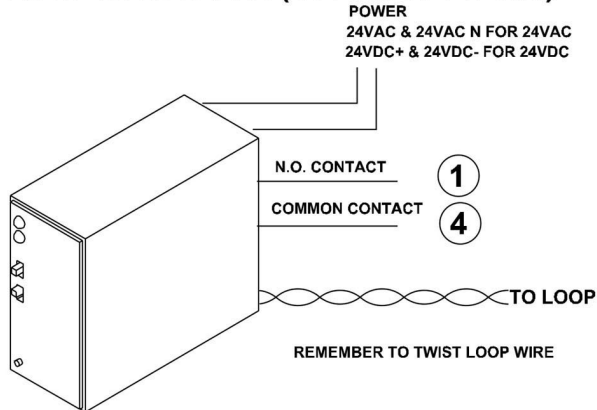 POWER
24VAC & 24VAC N FOR 24VAC
24VDC+ & 24VDC- FOR 24VDC
N.O. CONTACT 1
COMMON CONTACT 4
TO LOOP
REMEMBER TO TWIST LOOP WIRE